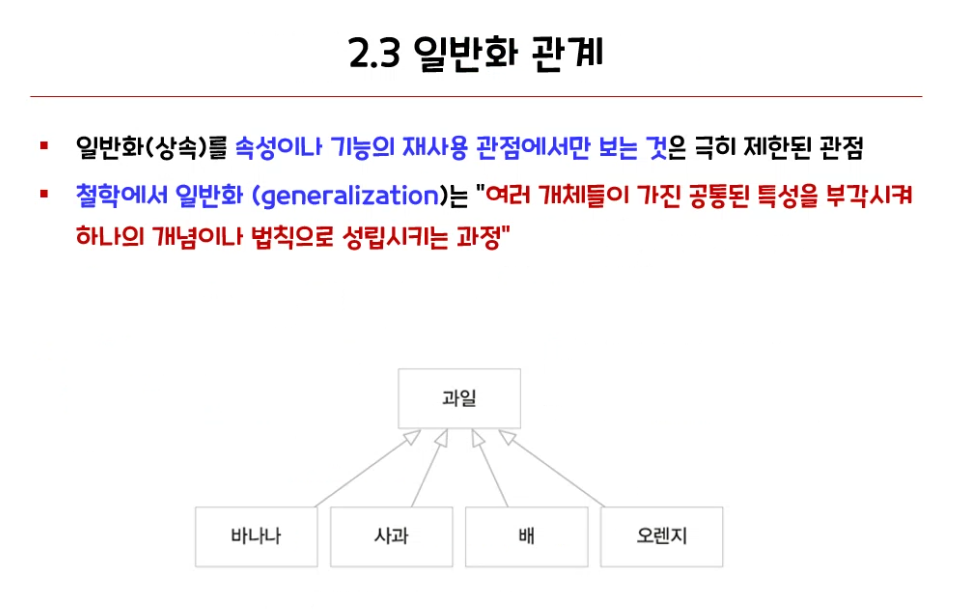 2.3 일반화 관계
▪ 일반화(상속)를 속성이나 기능의 재사용 관점에서만 보는 것은 극히 제한된 관점
▪ 철학에서 일반화 (generalization)는 "여러 개체들이 가진 공통된 특성을 부각시켜
하나의 개념이나 법칙으로 성립시키는 과정"
과일
바나나
사과
배
오렌지